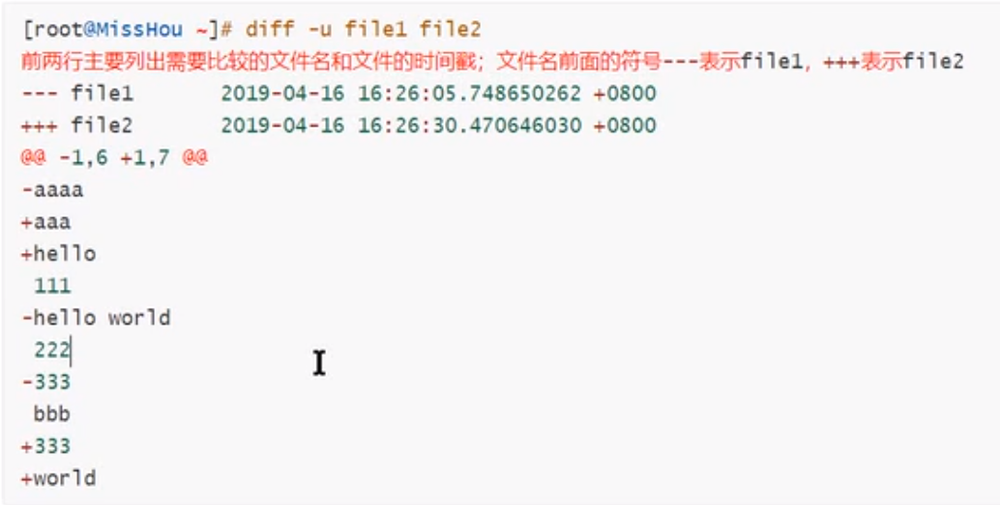 [root@MissHou ~]# diff -u file1 file2
前两行主要列出需要比较的文件名和文件的时间戳；文件名前面的符号---表示file1，+++表示file2
--- file1       2019-04-16 16:26:05.748650262 +0800
+++ file2       2019-04-16 16:26:30.470646030 +0800
@@ -1,6 +1,7 @@
-aaaa
+aaa
+hello
 111
-hello world
 222
-333
 bbb
+333
+world